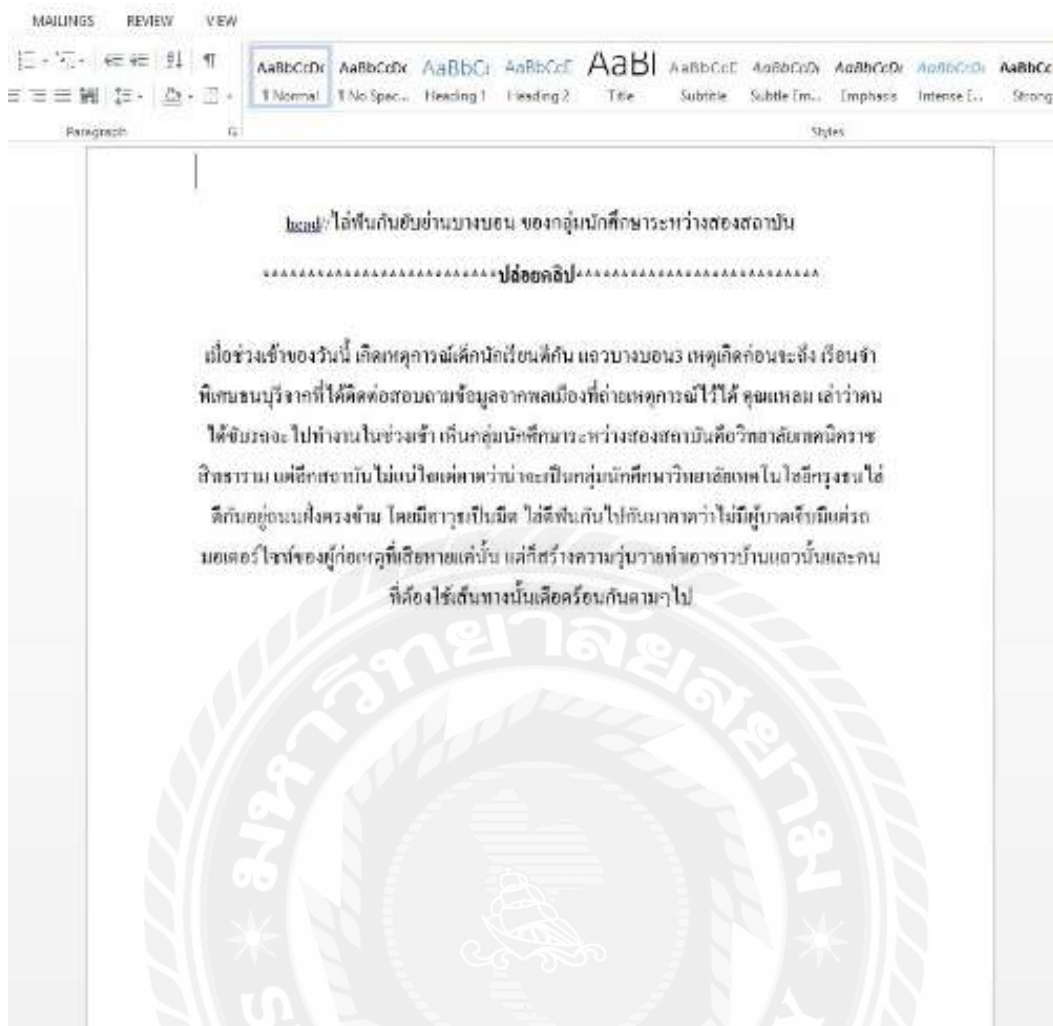 MAILINGS REVIEW VIEW
AaBbCcDc AaBbCcDc AaBbCc AaBbCcE AaBl AaBbCcE AaBbCcDc AaBbCcDc AaBbCcDc AaBbCc
¶ Normal ¶ No Spac... Heading 1 Heading 2 Title Subtitle Subtle Em... Emphasis Intense E... Strong
Paragraph Styles
head//ไล่ฟันกันยับย่านบางบอน ของกลุ่มนักศึกษาระหว่างสองสถาบัน
**************************ปล่อยคลิป***************************
เมื่อช่วงเช้าของวันนี้ เกิดเหตุการณ์เด็กนักเรียนตีกัน แถวบางบอน3 เหตุเกิดก่อนจะถึง เรือนจำ
พิเศษธนบุรีจากที่ได้ติดต่อสอบถามข้อมูลจากพลเมืองที่ถ่ายเหตุการณ์ไว้ได้ คุณแหลม เล่าว่าตน
ได้ขับรถจะไปทำงานในช่วงเช้า เห็นกลุ่มนักศึกษาระหว่างสองสถาบันคือวิทยาลัยเทคนิคราช
สิทธาราม แต่อีกสถาบันไม่แน่ใจแต่คาดว่าน่าจะเป็นกลุ่มนักศึกษาวิทยาลัยเทคโนโลยีกรุงธนไล่
ตีกันอยู่ถนนฝั่งตรงข้าม โดยมีอาวุธเป็นมีด ไล่ตีฟันกันไปกันมาคาดว่าไม่มีผู้บาดเจ็บมีแต่รถ
มอเตอร์ไซท์ของผู้ก่อเหตุที่เสียหายแค่นั้น แต่ก็สร้างความวุ่นวายทำเอาชาวบ้านแถวนั้นและคน
ที่ต้องใช้เส้นทางนั้นเดือดร้อนกันตามๆไป
มหาวิทยาลัยสยาม